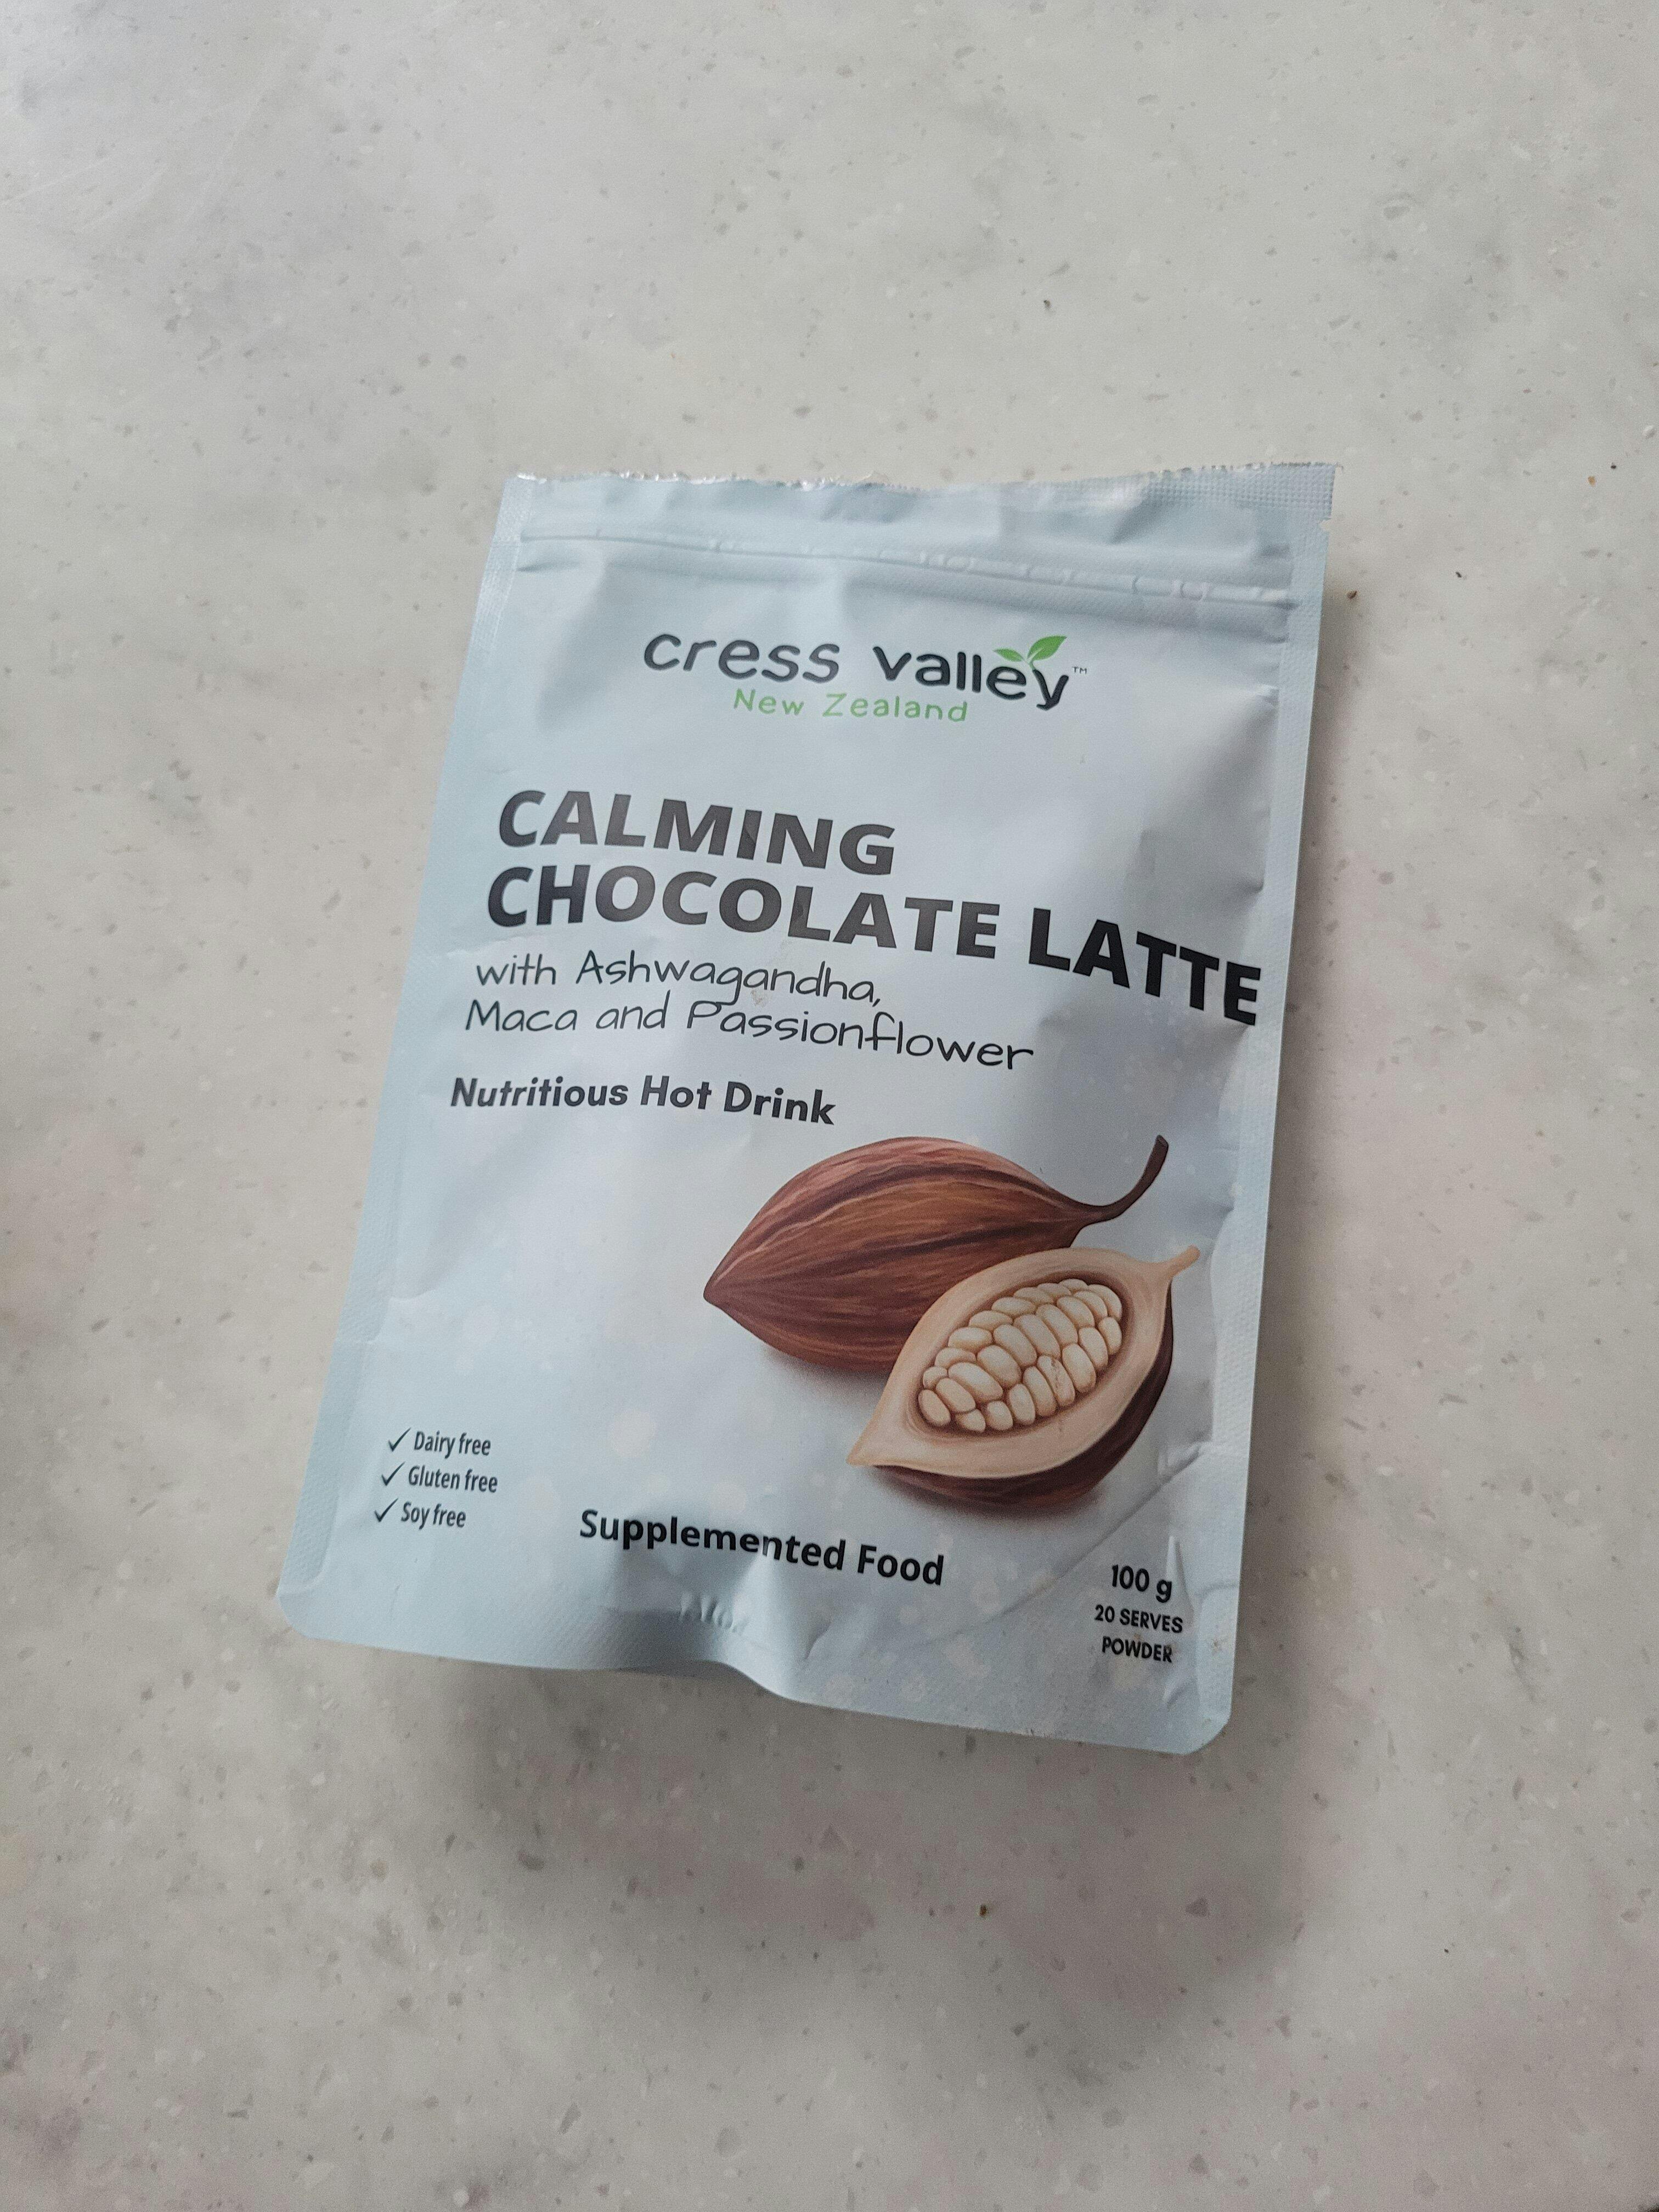 cress valley™
New Zealand
CALMING
CHOCOLATE LATTE
with Ashwagandha,
Maca and Passionflower
Nutritious Hot Drink
✓ Dairy free
✓ Gluten free
✓ Soy free
Supplemented Food
100 g
20 SERVES
POWDER